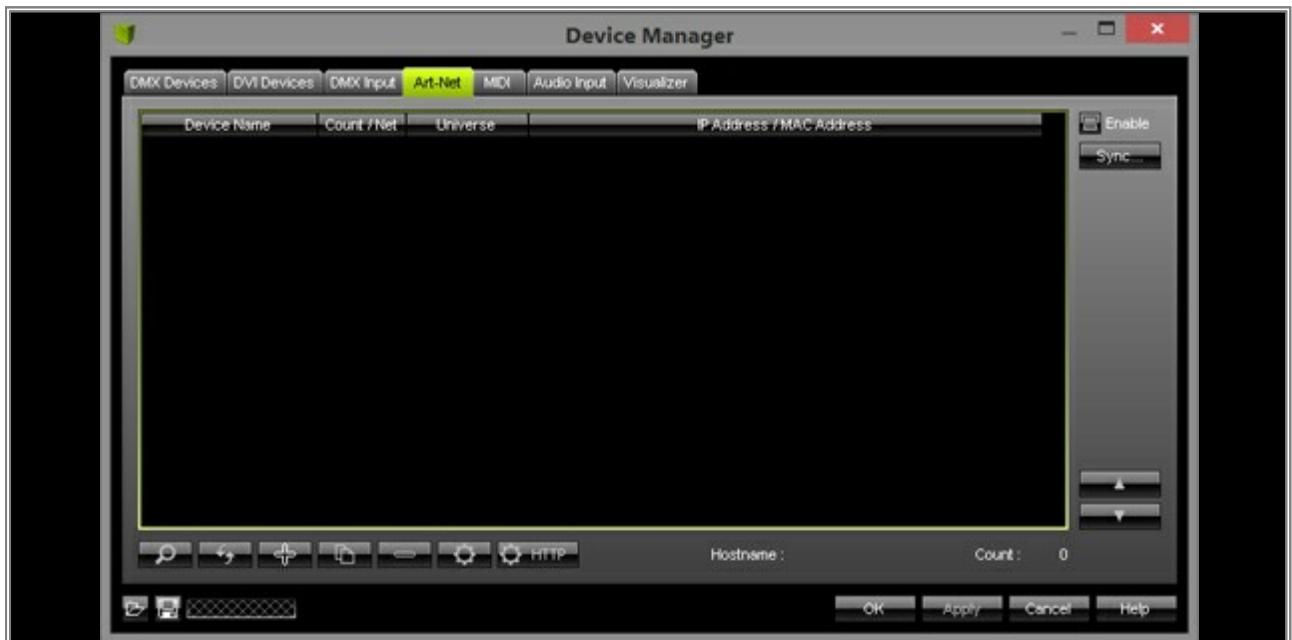 Device Manager
DMX Devices DVI Devices DMX Input Art-Net MIDI Audio Input Visualizer
Device Name Count / Net Universe IP Address / MAC Address
Enable
Sync...
HTTP Hostname : Count : 0
OK Apply Cancel Help